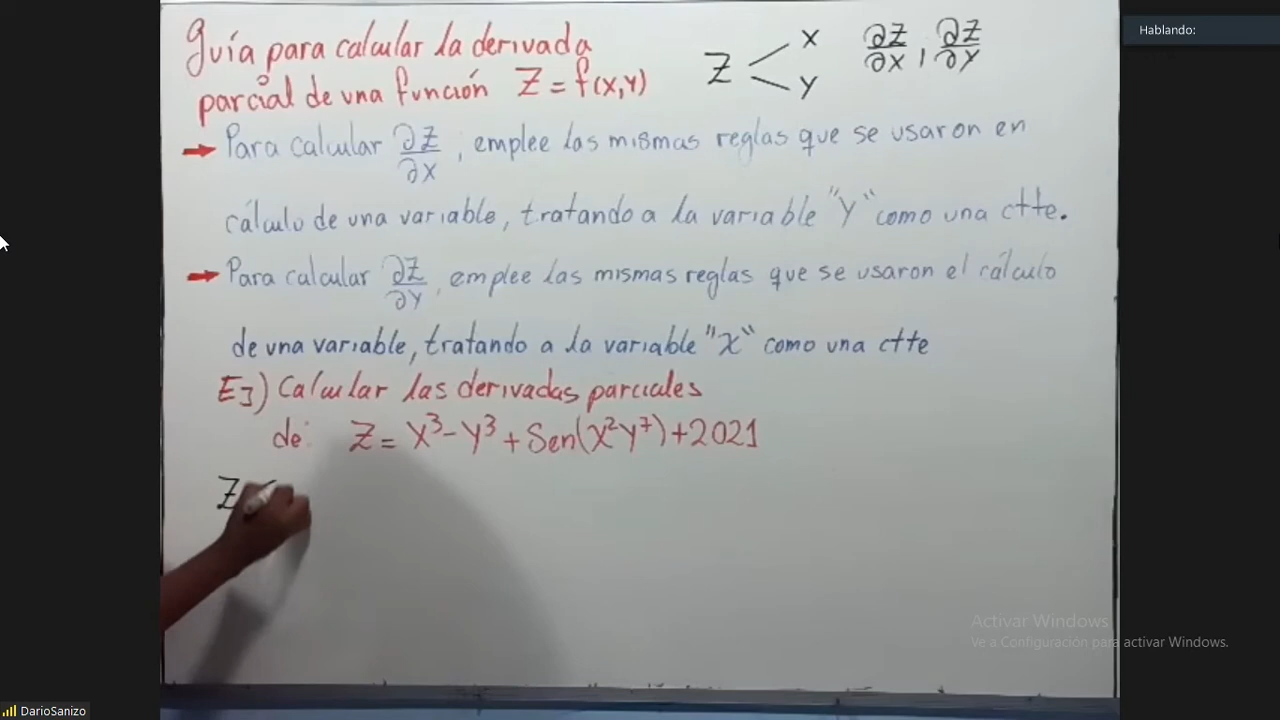 Guía para calcular la derivada
parcial de una función Z = f(x,y)
Z < x y ∂Z/∂x , ∂Z/∂y
→ Para calcular ∂Z/∂x , emplee las mismas reglas que se usaron en
cálculo de una variable, tratando a la variable "Y" como una ctte.
→ Para calcular ∂Z/∂y , emplee las mismas reglas que se usaron el cálculo
de una variable, tratando a la variable "X" como una ctte
EJ) Calcular las derivadas parciales
de: Z = X³ - Y³ + Sen(X²Y⁷) + 2021
Z
Hablando:
Activar Windows
Ve a Configuración para activar Windows.
DarioSanizo